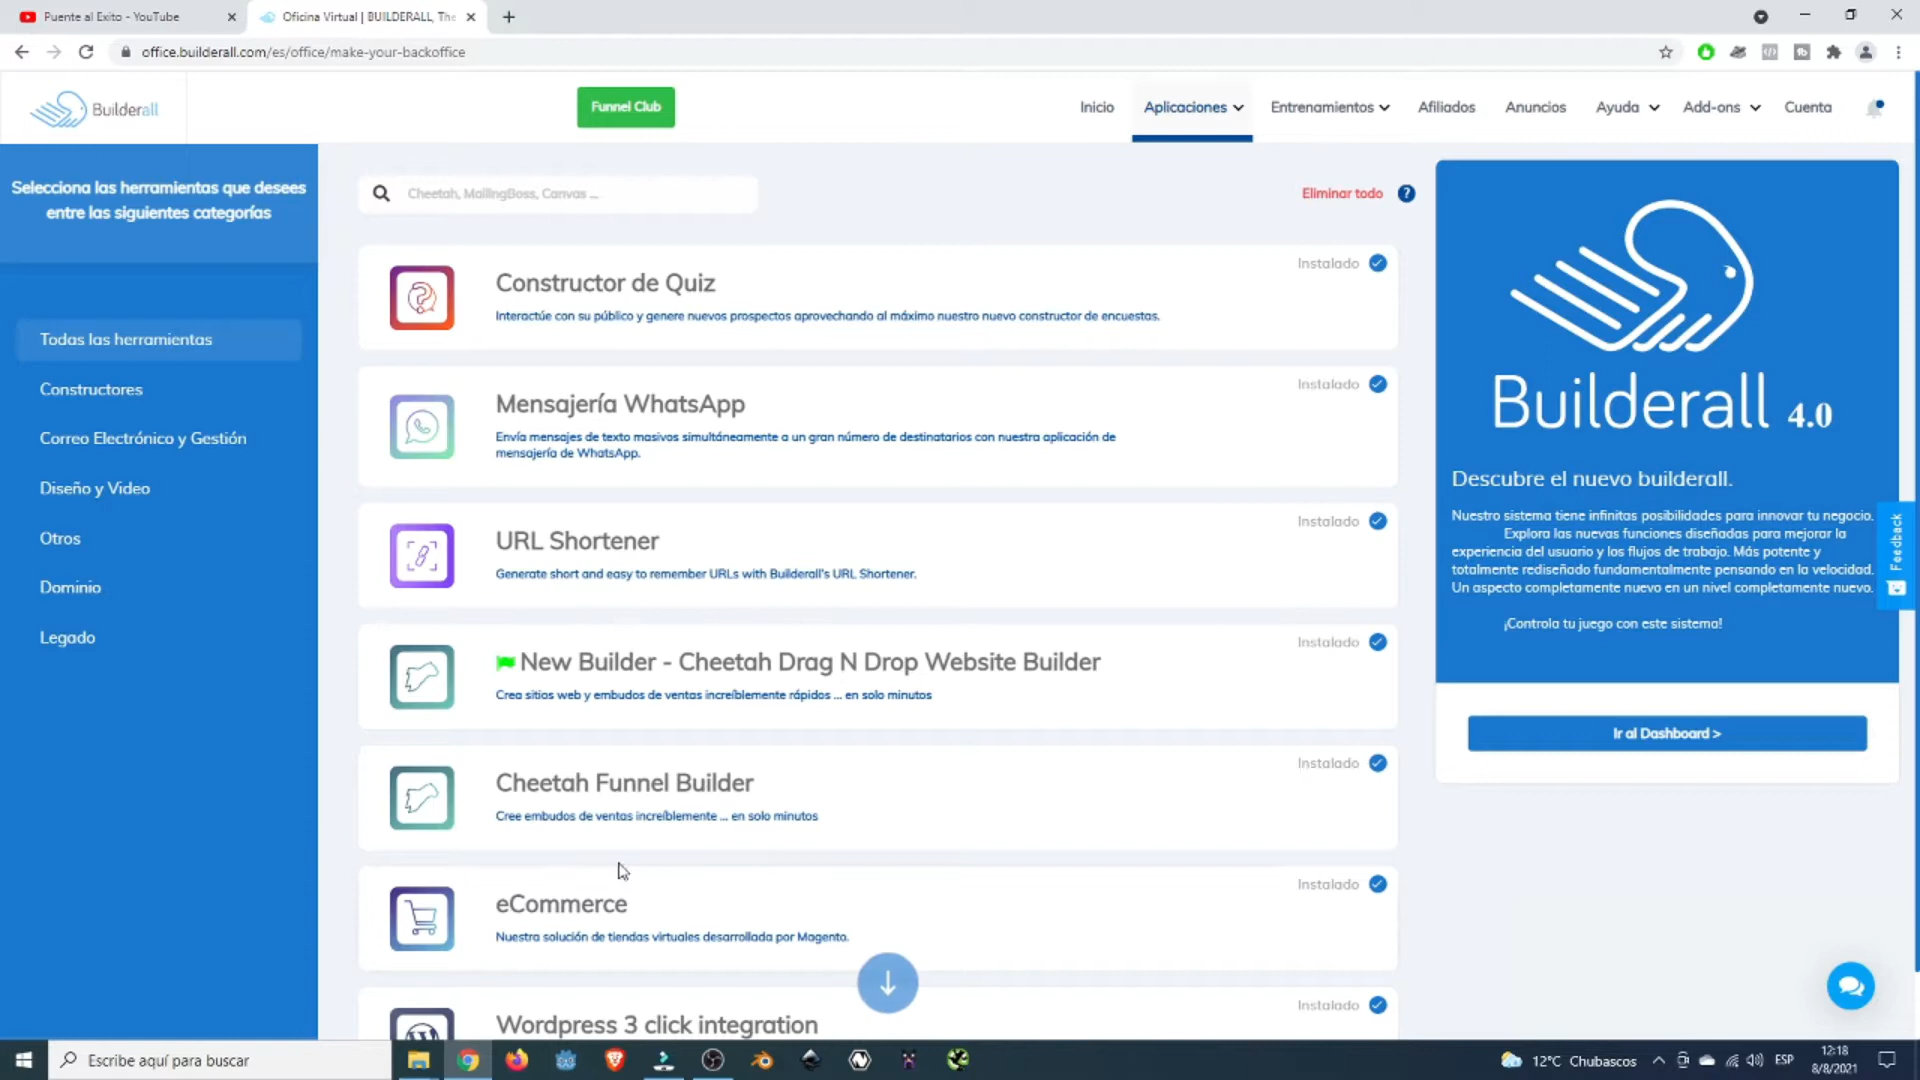 Puente al Exito - YouTube
Oficina Virtual | BUILDERALL, The
office.builderall.com/es/office/make-your-backoffice
Builderall
Funnel Club
Inicio
Aplicaciones
Entrenamientos
Afiliados
Anuncios
Ayuda
Add-ons
Cuenta
Selecciona las herramientas que desees
entre las siguientes categorías
Todas las herramientas
Constructores
Correo Electrónico y Gestión
Diseño y Video
Otros
Dominio
Legado
Cheetah, MailingBoss, Canvas ...
Eliminar todo
?
Constructor de Quiz
Instalado
Interactúe con su público y genere nuevos prospectos aprovechando al máximo nuestro nuevo constructor de encuestas.
Mensajería WhatsApp
Instalado
Envía mensajes de texto masivos simultáneamente a un gran número de destinatarios con nuestra aplicación de
mensajería de WhatsApp.
URL Shortener
Instalado
Generate short and easy to remember URLs with Builderall's URL Shortener.
New Builder - Cheetah Drag N Drop Website Builder
Instalado
Crea sitios web y embudos de ventas increíblemente rápidos ... en solo minutos
Cheetah Funnel Builder
Instalado
Cree embudos de ventas increíblemente ... en solo minutos
eCommerce
Instalado
Nuestra solución de tiendas virtuales desarrollada por Magento.
Wordpress 3 click integration
Instalado
Builderall 4.0
Descubre el nuevo builderall.
Nuestro sistema tiene infinitas posibilidades para innovar tu negocio.
Explora las nuevas funciones diseñadas para mejorar la
experiencia del usuario y los flujos de trabajo. Más potente y
totalmente rediseñado fundamentalmente pensando en la velocidad.
Un aspecto completamente nuevo en un nivel completamente nuevo.
¡Controla tu juego con este sistema!
Ir al Dashboard >
Feedback
Escribe aquí para buscar
12°C Chubascos
ESP
12:18
8/8/2021